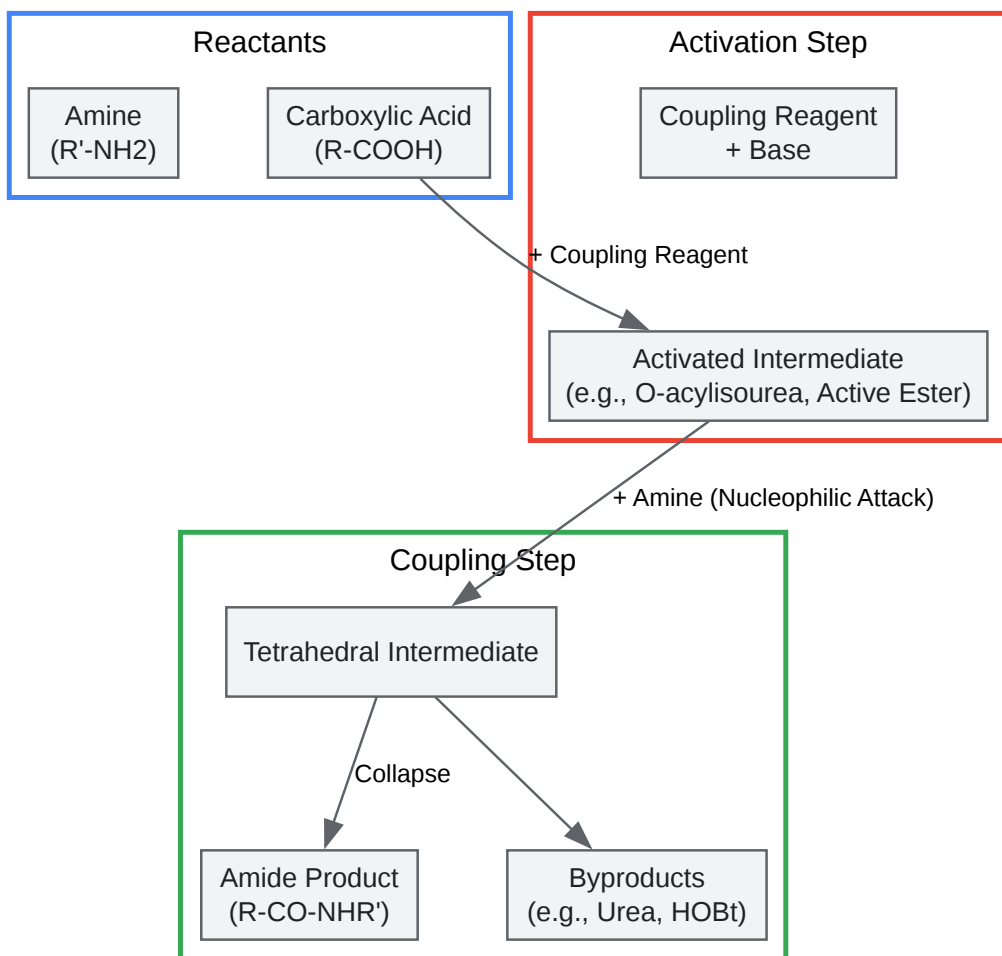 Reactants
Amine
(R'-NH2)
Carboxylic Acid
(R-COOH)
Activation Step
Coupling Reagent
+ Base
+ Coupling Reagent
Activated Intermediate
(e.g., O-acylisourea, Active Ester)
+ Amine (Nucleophilic Attack)
Coupling Step
Tetrahedral Intermediate
Collapse
Amide Product
(R-CO-NHR')
Byproducts
(e.g., Urea, HOBt)